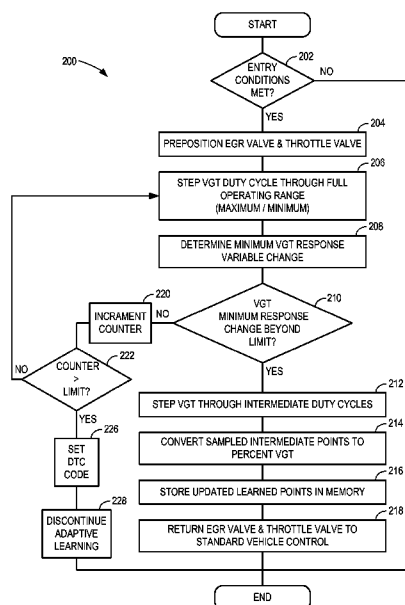 START
200
202
ENTRY
CONDITIONS
MET?
NO
YES
204
PREPOSITION EGR VALVE & THROTTLE VALVE
206
STEP VGT DUTY CYCLE THROUGH FULL
OPERATING RANGE
(MAXIMUM / MINIMUM)
208
DETERMINE MINIMUM VGT RESPONSE
VARIABLE CHANGE
210
VGT
MINIMUM RESPONSE
CHANGE BEYOND
LIMIT?
NO
220
INCRAMENT
COUNTER
222
COUNTER
>
LIMIT?
NO
YES
YES
212
STEP VGT THROUGH INTERMEDIATE DUTY CYCLES
214
CONVERT SAMPLED INTERMEDIATE POINTS TO
PERCENT VGT
226
SET
DTC
CODE
216
STORE UPDATED LEARNED POINTS IN MEMORY
218
RETURN EGR VALVE & THROTTLE VALVE TO
STANDARD VEHICLE CONTROL
228
DISCONTINUE
ADAPTIVE
LEARNING
END